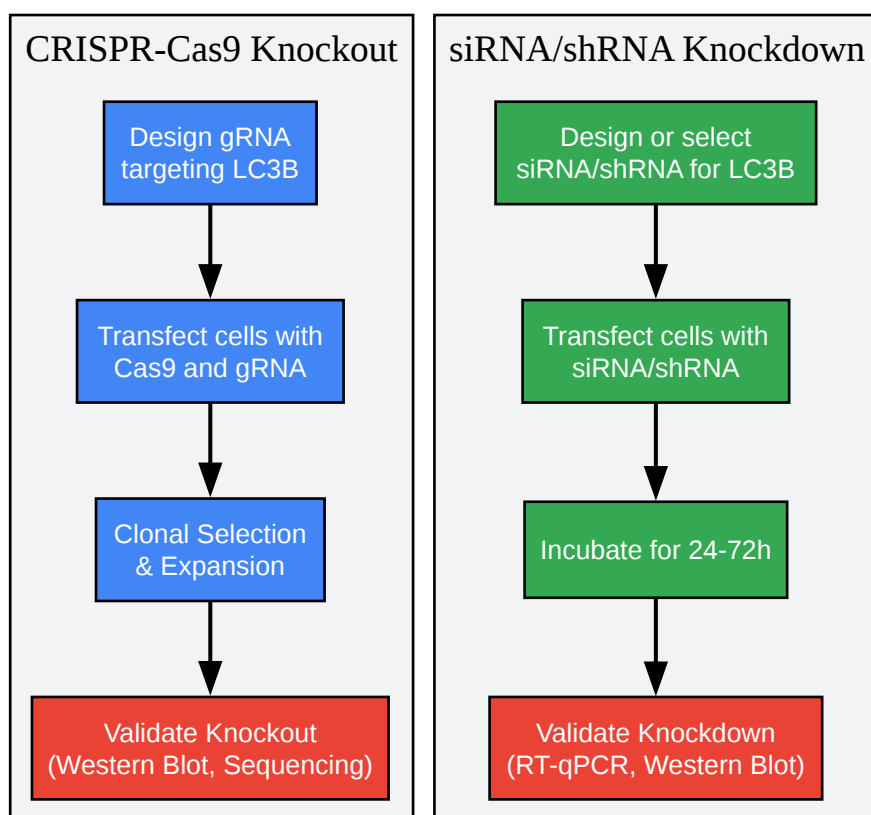 CRISPR-Cas9 Knockout
Design gRNA
targeting LC3B
Transfect cells with
Cas9 and gRNA
Clonal Selection
& Expansion
Validate Knockout
(Western Blot, Sequencing)
siRNA/shRNA Knockdown
Design or select
siRNA/shRNA for LC3B
Transfect cells with
siRNA/shRNA
Incubate for 24-72h
Validate Knockdown
(RT-qPCR, Western Blot)